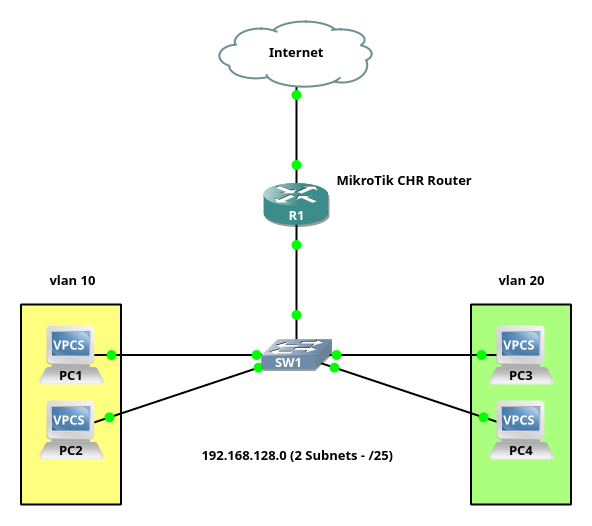 Internet
MikroTik CHR Router
R1
vlan 10
vlan 20
VPCS
PC1
VPCS
PC2
SW1
VPCS
PC3
VPCS
PC4
192.168.128.0 (2 Subnets - /25)